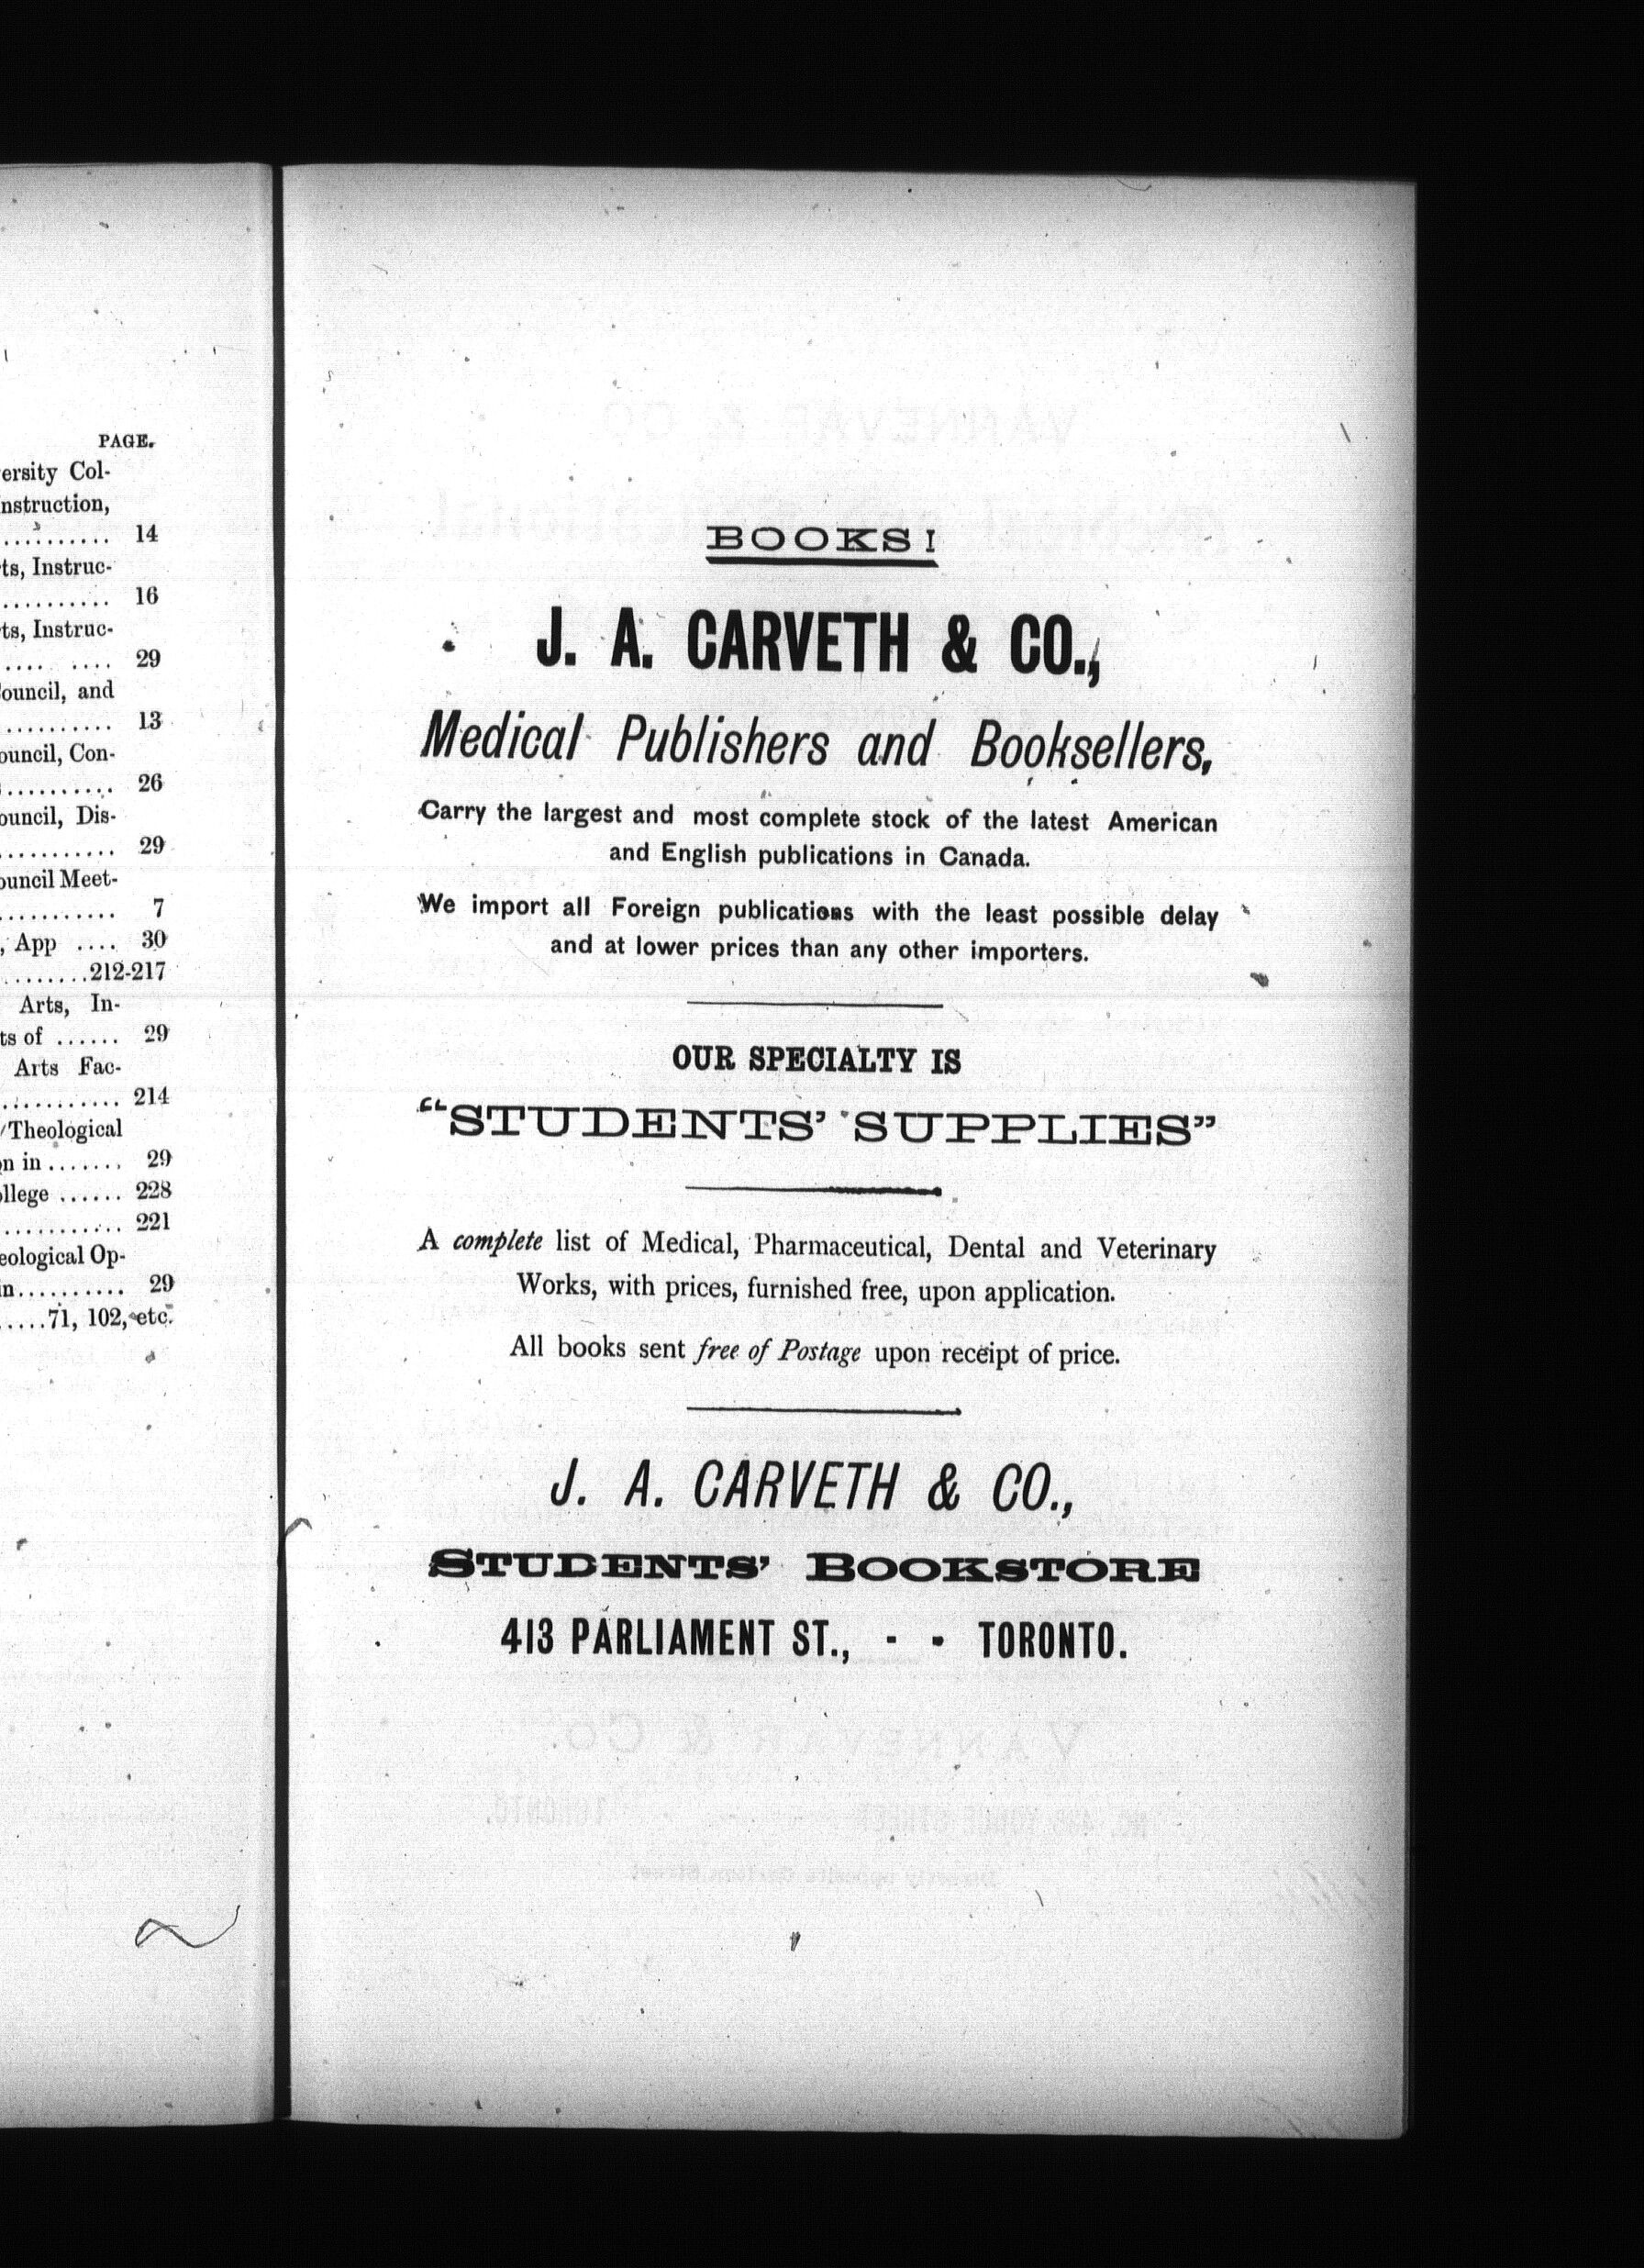 PAGE.
ersity Col-
nstruction,
.......... 14
ts, Instruc-
.......... 16
ts, Instruc-
.... .... 29
ouncil, and
.......... 13
ouncil, Con-
.......... 26
ouncil, Dis-
.......... 29
ouncil Meet-
.......... 7
, App .... 30
........212-217
Arts, In-
ts of ...... 29
Arts Fac-
.......... 214
Theological
n in ....... 29
ollege ...... 228
.......... 221
eological Op-
in.......... 29
.....71, 102, etc.
BOOKS!
J. A. CARVETH & CO.,
Medical Publishers and Booksellers,
Carry the largest and most complete stock of the latest American
and English publications in Canada.
We import all Foreign publications with the least possible delay
and at lower prices than any other importers.
OUR SPECIALTY IS
"STUDENTS' SUPPLIES"
A complete list of Medical, Pharmaceutical, Dental and Veterinary
Works, with prices, furnished free, upon application.
All books sent free of Postage upon receipt of price.
J. A. CARVETH & CO.,
STUDENTS' BOOKSTORE
413 PARLIAMENT ST., - - TORONTO.